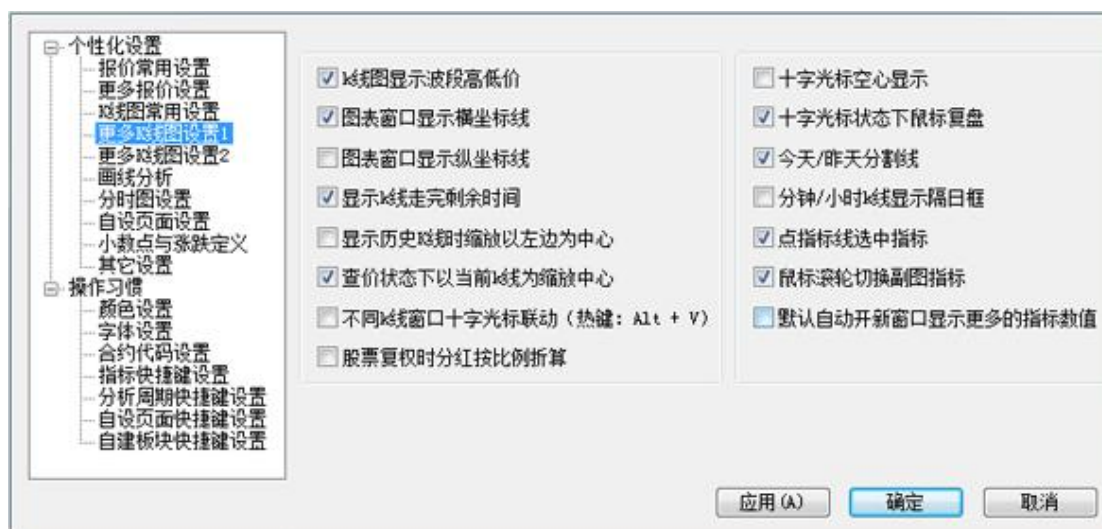 个性化设置
报价常用设置
更多报价设置
K线图常用设置
更多K线图设置1
更多K线图设置2
画线分析
分时图设置
自设页面设置
小数点与涨跌定义
其它设置
操作习惯
颜色设置
字体设置
合约代码设置
指标快捷键设置
分析周期快捷键设置
自设页面快捷键设置
自建板块快捷键设置
k线图显示波段高低价
图表窗口显示横坐标线
图表窗口显示纵坐标线
显示k线走完剩余时间
显示历史K线时缩放以左边为中心
查价状态下以当前k线为缩放中心
不同k线窗口十字光标联动（热键: Alt + V）
股票复权时分红按比例折算
十字光标空心显示
十字光标状态下鼠标复盘
今天/昨天分割线
分钟/小时k线显示隔日框
点指标线选中指标
鼠标滚轮切换副图指标
默认自动开新窗口显示更多的指标数值
应用(A)
确定
取消